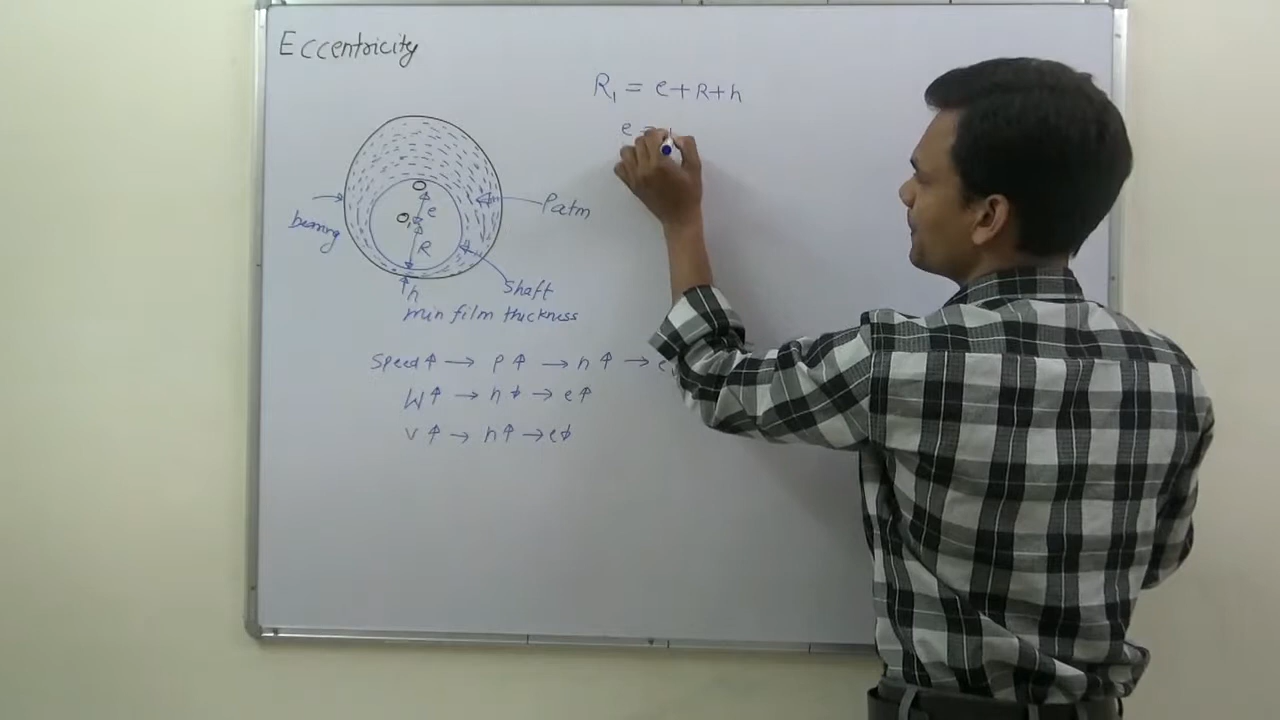 Eccentricity
R₁ = e+R+h
e =
O
e
O₁
R
bearing
Patm
h
Shaft
min film thickness
Speed↑ → P↑ → h↑ → e
W↑ → h↓ → e↑
V↑ → h↑ → e↓